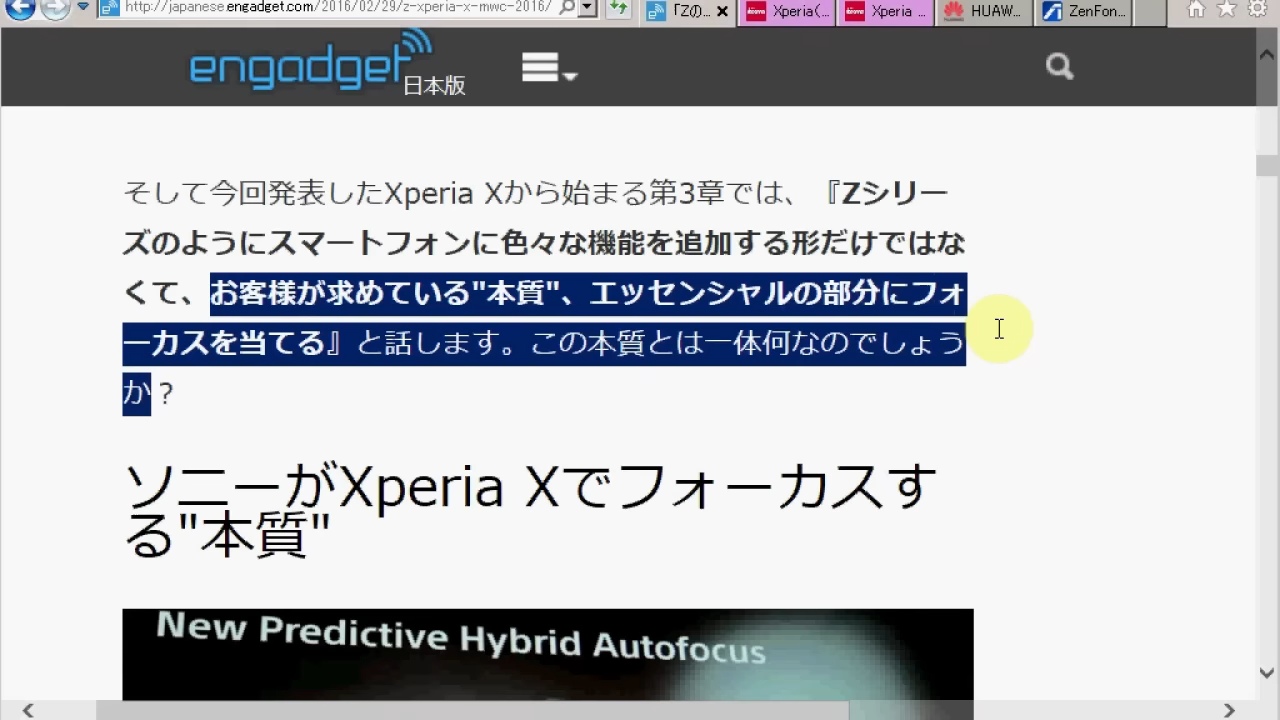 http://japanese.engadget.com/2016/02/29/z-xperia-x-mwc-2016/
「Zの...
Xperia(...
Xperia ...
HUAW...
ZenFon...
engadget
日本版
そして今回発表したXperia Xから始まる第3章では、『Zシリー
ズのようにスマートフォンに色々な機能を追加する形だけではな
くて、お客様が求めている"本質"、エッセンシャルの部分にフォ
ーカスを当てる』と話します。この本質とは一体何なのでしょう
か？
ソニーがXperia Xでフォーカスす
る"本質"
New Predictive Hybrid Autofocus